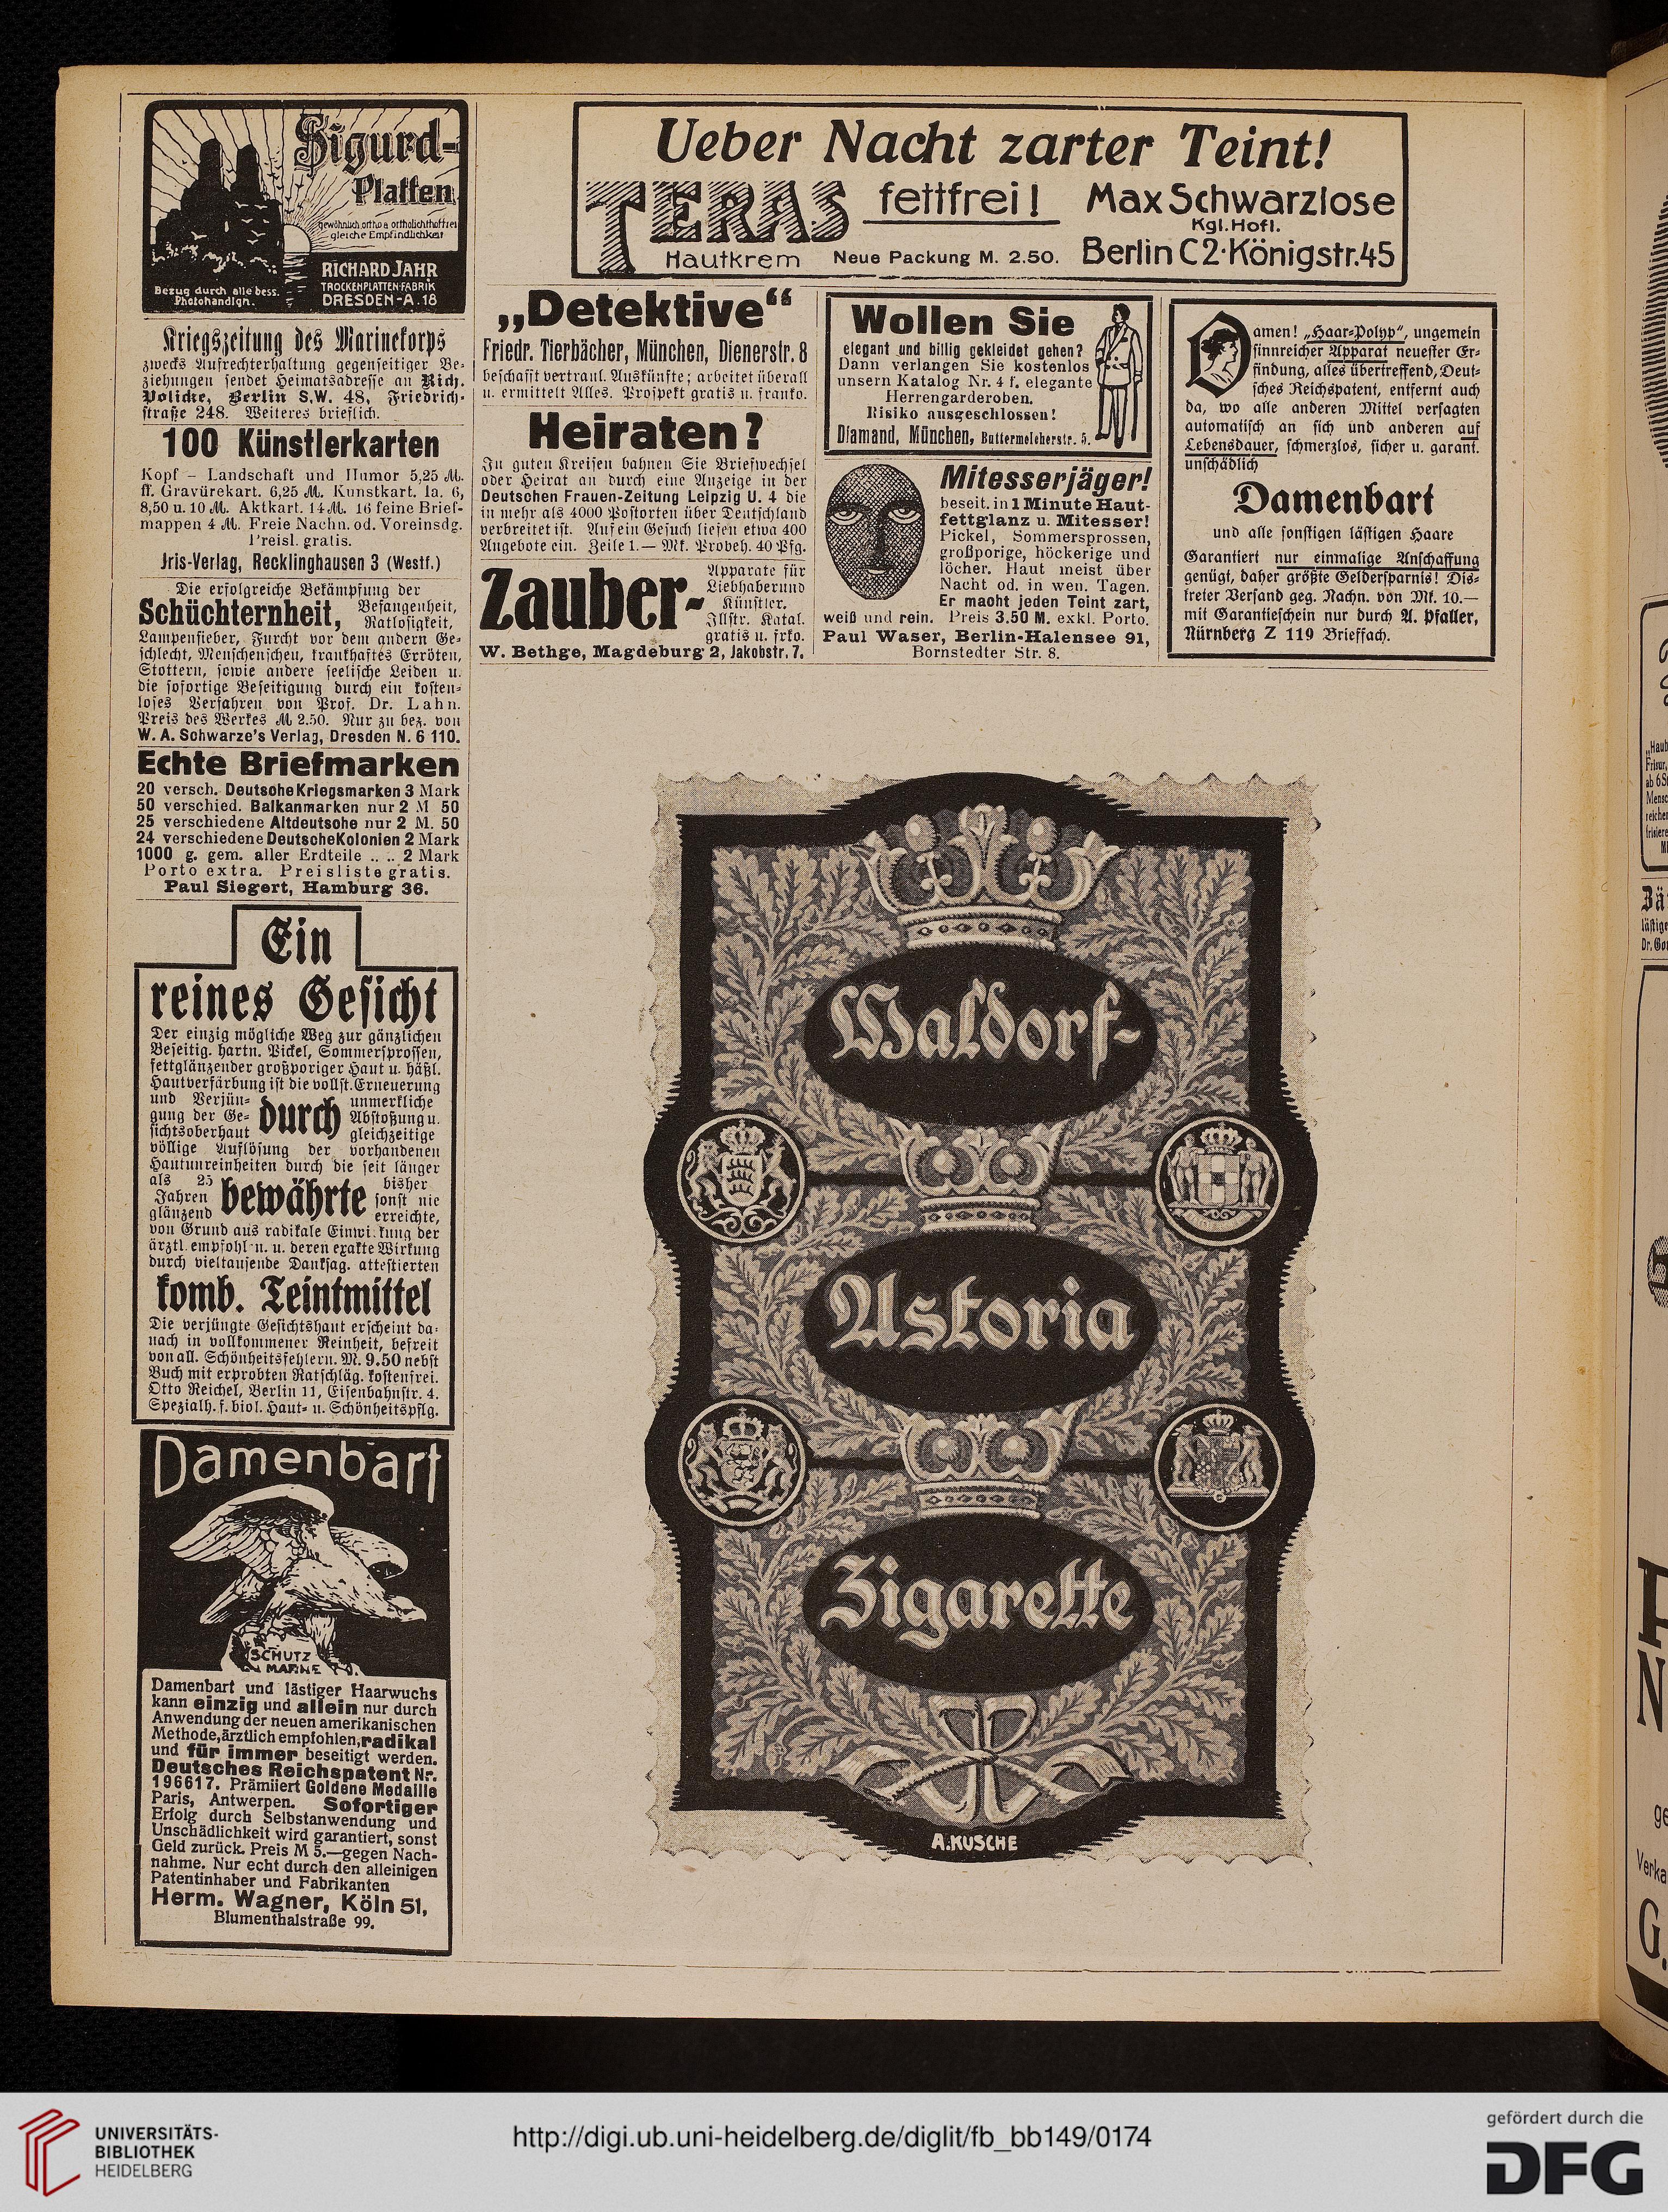 Sigurd-
Platten
gewöhnlich ortho a ortholichthoffrei
gleiche Empfindlichkeit
RICHARD JAHR
TROCKENPLATTEN-FABRIK
DRESDEN-A.18
Bezug durch alle bess.
Photohandlgn.
Kriegszeitung des Marinekorps
zwecks Aufrechterhaltung gegenseitiger Be-
ziehungen sendet Heimatsadresse an Rich.
Policke, Berlin S.W. 48, Friedrich-
straße 248. Weiteres brieflich.
100 Künstlerkarten
Kopf – Landschaft und Humor 5,25 M.
ff. Gravürekart. 6,25 M. Kunstkart. Ia. 6,
8,50 u. 10 M. Aktkart. 14 M. 16 feine Brief-
mappen 4 M. Freie Nachn. od. Voreinsdg.
Preisl. gratis.
Iris-Verlag, Recklinghausen 3 (Westf.)
Die erfolgreiche Bekämpfung der
Schüchternheit, Befangenheit,
Ratlosigkeit,
Lampenfieber, Furcht vor dem andern Ge-
schlecht, Menschenscheu, krankhaftes Erröten,
Stottern, sowie andere seelische Leiden u.
die sofortige Beseitigung durch ein kosten-
loses Verfahren von Prof. Dr. Lahn.
Preis des Werkes M 2.50. Nur zu bez. von
W. A. Schwarze's Verlag, Dresden N. 6 110.
Echte Briefmarken
20 versch. Deutsche Kriegsmarken 3 Mark
50 verschied. Balkanmarken nur 2 M 50
25 verschiedene Altdeutsche nur 2 M. 50
24 verschiedene Deutsche Kolonien 2 Mark
1000 g. gem. aller Erdteile .. .. 2 Mark
Porto extra. Preisliste gratis.
Paul Siegert, Hamburg 36.
Ein
reines Gesicht
Der einzig mögliche Weg zur gänzlichen
Beseitig. hartn. Pickel, Sommersprossen,
fettglänzender großporiger Haut u. häßl.
Hautverfärbung ist die vollst. Erneuerung
und Verjün- unmerkliche
gung der Ge- durch Abstoßung u.
sichtsoberhaut gleichzeitige
völlige Auflösung der vorhandenen
Hautunreinheiten durch die seit länger
als 25 bisher
Jahren bewährte sonst nie
glänzend erreichte,
von Grund aus radikale Einwirkung der
ärztl. empfohl'n. u. deren exakte Wirkung
durch vieltausende Danksag. attestierten
komb. Teintmittel
Die verjüngte Gesichtshaut erscheint da-
nach in vollkommener Reinheit, befreit
von all. Schönheitsfehlern. M. 9.50 nebst
Buch mit erprobten Ratschläg. kostenfrei.
Otto Reichel, Berlin 11, Eisenbahnstr. 4.
Spezialh. f. biol. Haut- u. Schönheitspflg.
Damenbart
SCHUTZ
MARKE
Damenbart und lästiger Haarwuchs
kann einzig und allein nur durch
Anwendung der neuen amerikanischen
Methode, ärztlich empfohlen, radikal
und für immer beseitigt werden.
Deutsches Reichspatent Nr.
196617. Prämiiert Goldene Medaille
Paris, Antwerpen. Sofortiger
Erfolg durch Selbstanwendung und
Unschädlichkeit wird garantiert, sonst
Geld zurück. Preis M 5.—gegen Nach-
nahme. Nur echt durch den alleinigen
Patentinhaber und Fabrikanten
Herm. Wagner, Köln 51,
Blumenthalstraße 99.
Ueber Nacht zarter Teint!
TERAS fettfrei! Max Schwarzlose
Kgl. Hofl.
Hautkrem Neue Packung M. 2.50. Berlin C2·Königstr.45
„Detektive“
Friedr. Tierbächer, München, Dienerstr. 8
beschafft vertraul. Auskünfte; arbeitet überall
u. ermittelt Alles. Prospekt gratis u. franko.
Heiraten?
In guten Kreisen bahnen Sie Briefwechsel
oder Heirat an durch eine Anzeige in der
Deutschen Frauen-Zeitung Leipzig U. 4 die
in mehr als 4000 Postorten über Deutschland
verbreitet ist. Auf ein Gesuch liefen etwa 400
Angebote ein. Zeile 1.— Mk. Probeh. 40 Pfg.
Zauber- Apparate für
Liebhaber und
Künstler.
Illstr. Katal.
gratis u. frko.
W. Bethge, Magdeburg 2, Jakobstr. 7.
Wollen Sie
elegant und billig gekleidet gehen?
Dann verlangen Sie kostenlos
unsern Katalog Nr. 4 f. elegante
Herrengarderoben.
Risiko ausgeschlossen!
Diamand, München, Buttermelcherstr. 5.
Mitesserjäger!
beseit. in 1 Minute Haut-
fettglanz u. Mitesser!
Pickel, Sommersprossen,
großporige, höckerige und
löcher. Haut meist über
Nacht od. in wen. Tagen.
Er macht jeden Teint zart,
weiß und rein. Preis 3.50 M. exkl. Porto.
Paul Waser, Berlin-Halensee 91,
Bornstedter Str. 8.
Damen! „Haar-Polyp“, ungemein
sinnreicher Apparat neuester Er-
findung, alles übertreffend, Deut-
sches Reichspatent, entfernt auch
da, wo alle anderen Mittel versagten
automatisch an sich und anderen auf
Lebensdauer, schmerzlos, sicher u. garant.
unschädlich
Damenbart
und alle sonstigen lästigen Haare
Garantiert nur einmalige Anschaffung
genügt, daher größte Geldersparnis! Dis-
kreter Versand geg. Nachn. von Mk. 10.—
mit Garantieschein nur durch A. Pfaller,
Nürnberg Z 119 Brieffach.
Waldorf-
Astoria
Zigarette
A.KUSCHE
UNIVERSITÄTS-
BIBLIOTHEK
HEIDELBERG
http://digi.ub.uni-heidelberg.de/diglit/fb_bb149/0174
gefördert durch die
DFG